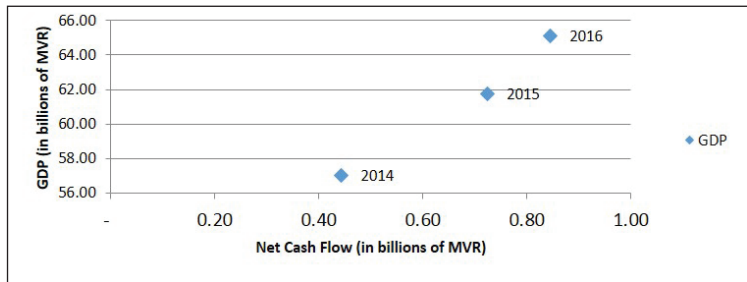 66.00
2016
64.00
62.00
2015
60.00
GDP
58.00
2014
56.00
- 0.20 0.40 0.60 0.80 1.00
GDP (in billions of MVR)
Net Cash Flow (in billions of MVR)